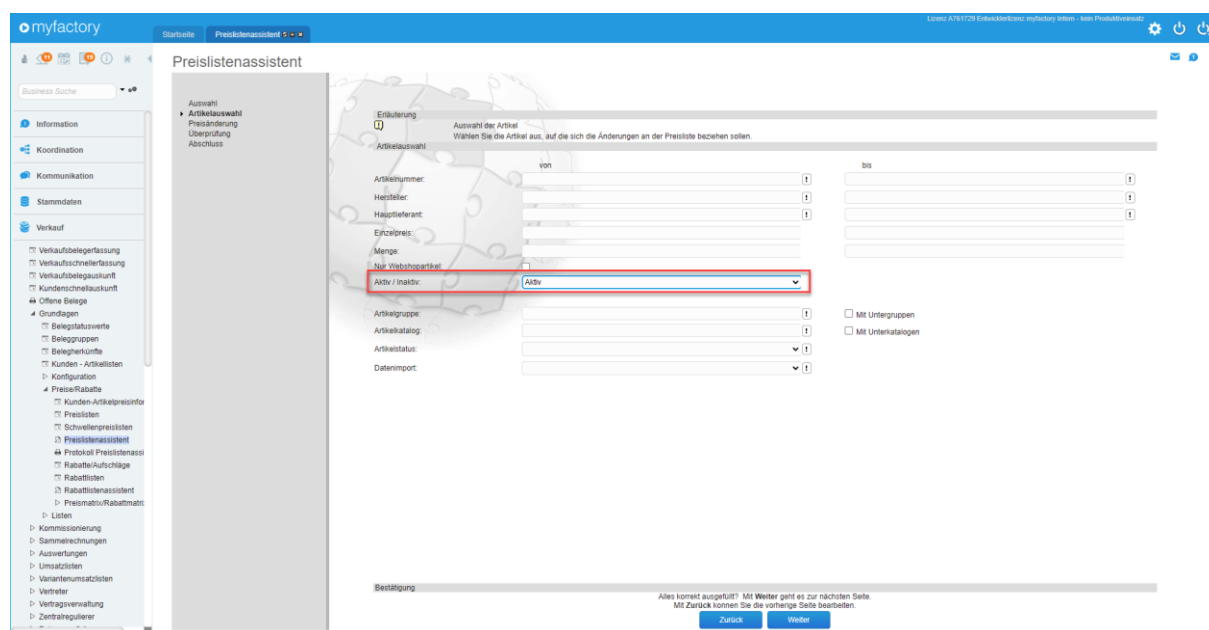 myfactory
Lizenz A761729 Entwicklerlizenz myfactory Intern - kein Produktiveinsatz
Startseite
Preislistenassistent
Preislistenassistent
Business Suche
Information
Koordination
Kommunikation
Stammdaten
Verkauf
Verkaufsbelegerfassung
Verkaufsschnellerfassung
Verkaufsbelegauskunft
Kundenschnellauskunft
Offene Belege
Grundlagen
Belegstatuswerte
Beleggruppen
Belegherkünfte
Kunden - Artikellisten
Konfiguration
Preise/Rabatte
Kunden-Artikelpreisinfor
Preislisten
Schwellenpreislisten
Preislistenassistent
Protokoll Preislistenassi
Rabatte/Aufschläge
Rabattlisten
Rabattlistenassistent
Preismatrix/Rabattmatri
Listen
Kommissionierung
Sammelrechnungen
Auswertungen
Umsatzlisten
Variantenumsatzlisten
Vertreter
Vertragsverwaltung
Zentralregulierer
Auswahl
Artikelauswahl
Preisänderung
Überprüfung
Abschluss
Erläuterung
Auswahl der Artikel
Wählen Sie die Artikel aus, auf die sich die Änderungen an der Preisliste beziehen sollen.
Artikelauswahl
von bis
Artikelnummer:
Hersteller:
Hauptlieferant:
Einzelpreis:
Menge:
Nur Webshopartikel:
Aktiv / Inaktiv: Aktiv
Artikelgruppe: Mit Untergruppen
Artikelkatalog: Mit Unterkatalogen
Artikelstatus:
Datenimport:
Bestätigung
Alles korrekt ausgefüllt? Mit Weiter geht es zur nächsten Seite.
Mit Zurück können Sie die vorherige Seite bearbeiten.
Zurück Weiter